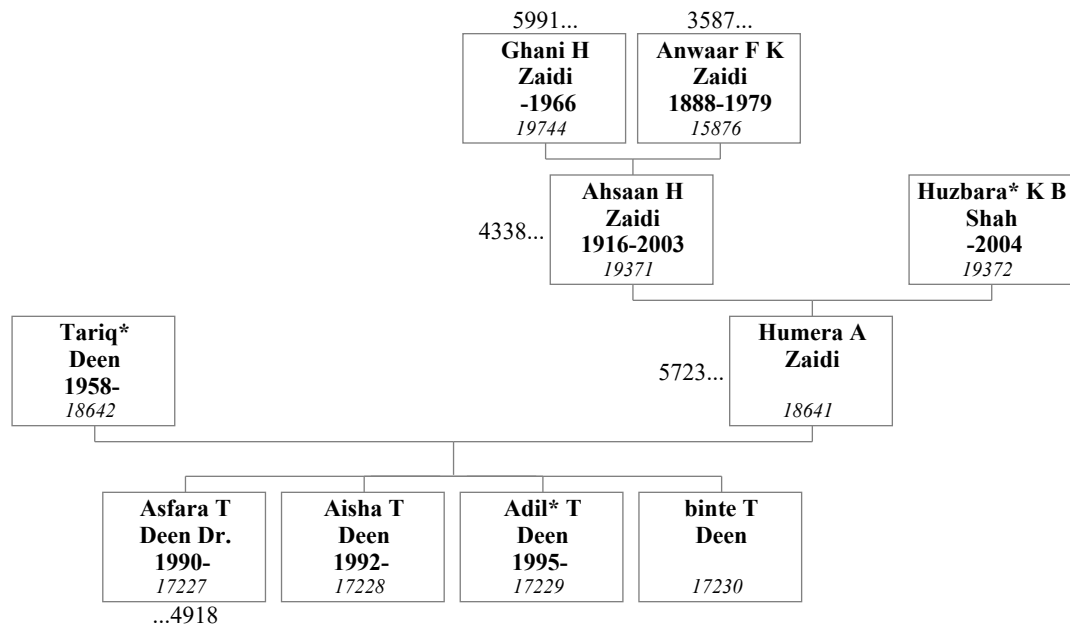 5991...
Ghani H
Zaidi
-1966
19744
3587...
Anwaar F K
Zaidi
1888-1979
15876
4338...
Ahsaan H
Zaidi
1916-2003
19371
Huzbara* K B
Shah
-2004
19372
Tariq*
Deen
1958-
18642
5723...
Humera A
Zaidi
18641
Asfara T
Deen Dr.
1990-
17227
...4918
Aisha T
Deen
1992-
17228
Adil* T
Deen
1995-
17229
binte T
Deen
17230